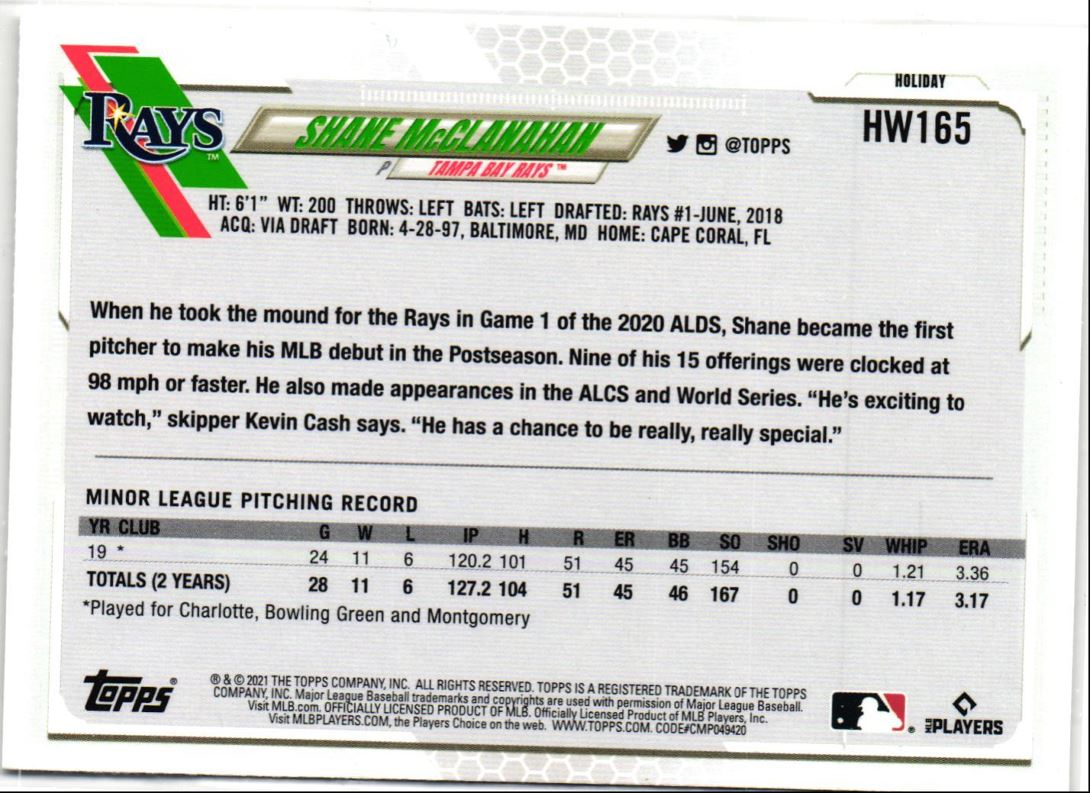 HOLIDAY
HW165
RAYS™
SHANE McCLANAHAN
P TAMPA BAY RAYS™
@TOPPS
HT: 6'1" WT: 200 THROWS: LEFT BATS: LEFT DRAFTED: RAYS #1-JUNE, 2018
ACQ: VIA DRAFT BORN: 4-28-97, BALTIMORE, MD HOME: CAPE CORAL, FL
When he took the mound for the Rays in Game 1 of the 2020 ALDS, Shane became the first
pitcher to make his MLB debut in the Postseason. Nine of his 15 offerings were clocked at
98 mph or faster. He also made appearances in the ALCS and World Series. “He’s exciting to
watch,” skipper Kevin Cash says. “He has a chance to be really, really special.”
MINOR LEAGUE PITCHING RECORD
YR CLUB G W L IP H R ER BB SO SHO SV WHIP ERA
19 * 24 11 6 120.2 101 51 45 45 154 0 0 1.21 3.36
TOTALS (2 YEARS) 28 11 6 127.2 104 51 45 46 167 0 0 1.17 3.17
*Played for Charlotte, Bowling Green and Montgomery
Topps®
® & © 2021 THE TOPPS COMPANY, INC. ALL RIGHTS RESERVED. TOPPS IS A REGISTERED TRADEMARK OF THE TOPPS
COMPANY, INC. Major League Baseball trademarks and copyrights are used with permission of Major League Baseball.
Visit MLB.com. OFFICIALLY LICENSED PRODUCT OF MLB. Officially Licensed Product of MLB Players, Inc.
Visit MLBPLAYERS.COM, the Players Choice on the web. WWW.TOPPS.COM. CODE#CMP049420
®
MLB PLAYERS